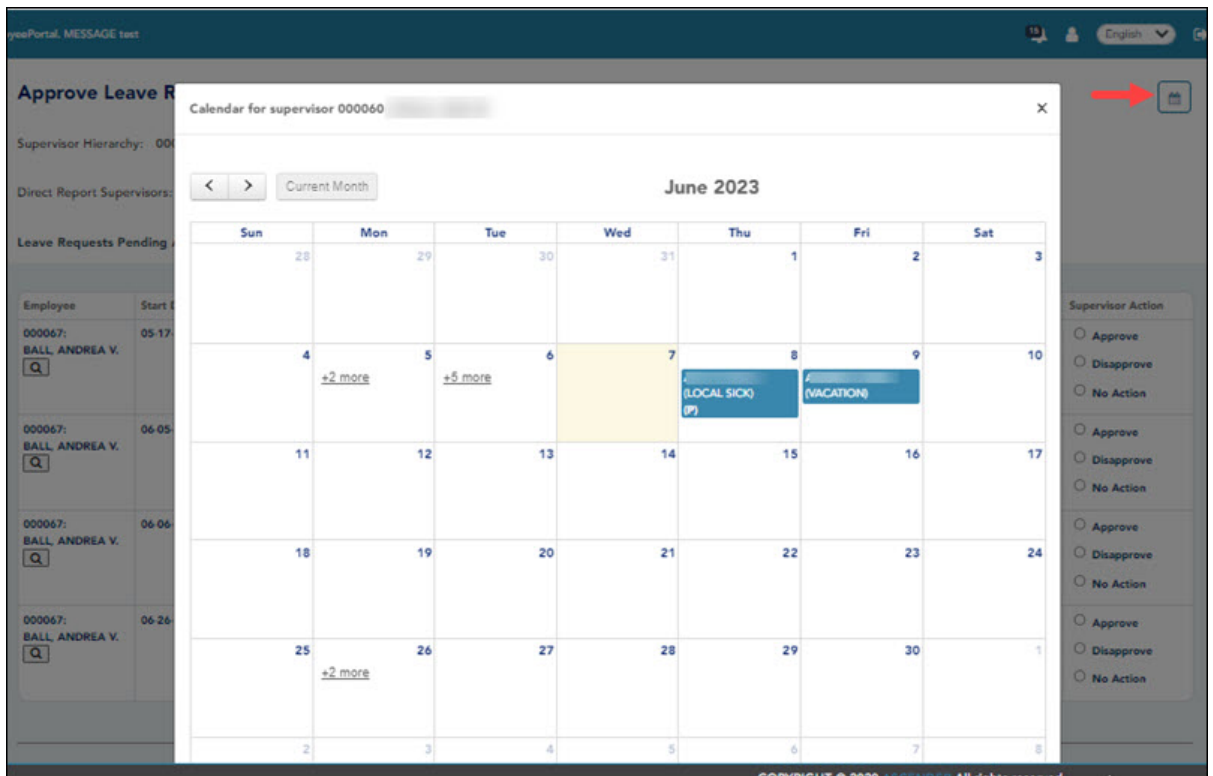 yeePortal, MESSAGE test
15
English
Approve Leave R
Calendar for supervisor 000060
×
Supervisor Hierarchy: 000
Direct Report Supervisors:
Leave Requests Pending
< > Current Month
June 2023
Sun Mon Tue Wed Thu Fri Sat
28 29 30 31 1 2 3
4 5 6 7 8 9 10
+2 more +5 more
(LOCAL SICK) (VACATION)
(P)
11 12 13 14 15 16 17
18 19 20 21 22 23 24
25 26 27 28 29 30 1
+2 more
2 3 4 5 6 7 8
Employee Start D
000067: 05-17-
BALL, ANDREA V.
000067: 06-05-
BALL, ANDREA V.
000067: 06-06-
BALL, ANDREA V.
000067: 06-26-
BALL, ANDREA V.
Supervisor Action
Approve
Disapprove
No Action
Approve
Disapprove
No Action
Approve
Disapprove
No Action
Approve
Disapprove
No Action
COPYRIGHT © 2020 ASCENDER All rights reserved